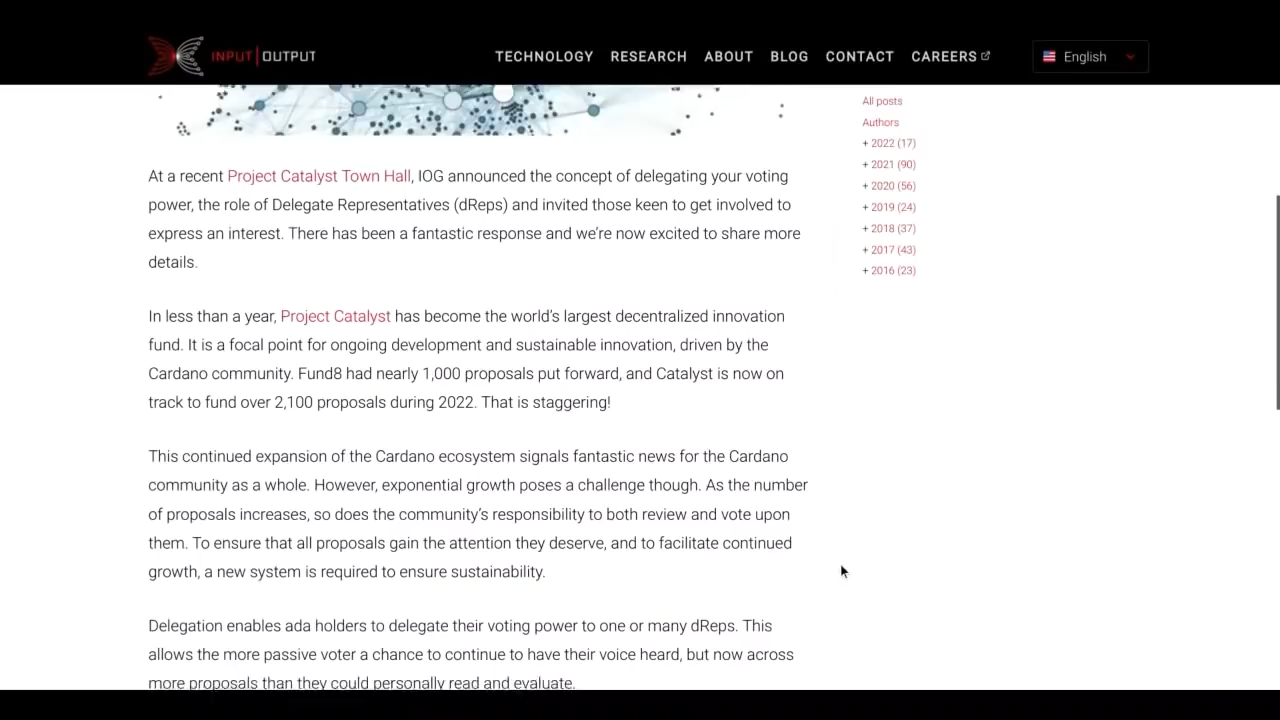 INPUT|OUTPUT
TECHNOLOGY RESEARCH ABOUT BLOG CONTACT CAREERS
English
All posts
Authors
+ 2022 (17)
+ 2021 (90)
+ 2020 (56)
+ 2019 (24)
+ 2018 (37)
+ 2017 (43)
+ 2016 (23)
At a recent Project Catalyst Town Hall, IOG announced the concept of delegating your voting
power, the role of Delegate Representatives (dReps) and invited those keen to get involved to
express an interest. There has been a fantastic response and we're now excited to share more
details.
In less than a year, Project Catalyst has become the world's largest decentralized innovation
fund. It is a focal point for ongoing development and sustainable innovation, driven by the
Cardano community. Fund8 had nearly 1,000 proposals put forward, and Catalyst is now on
track to fund over 2,100 proposals during 2022. That is staggering!
This continued expansion of the Cardano ecosystem signals fantastic news for the Cardano
community as a whole. However, exponential growth poses a challenge though. As the number
of proposals increases, so does the community's responsibility to both review and vote upon
them. To ensure that all proposals gain the attention they deserve, and to facilitate continued
growth, a new system is required to ensure sustainability.
Delegation enables ada holders to delegate their voting power to one or many dReps. This
allows the more passive voter a chance to continue to have their voice heard, but now across
more proposals than they could personally read and evaluate.